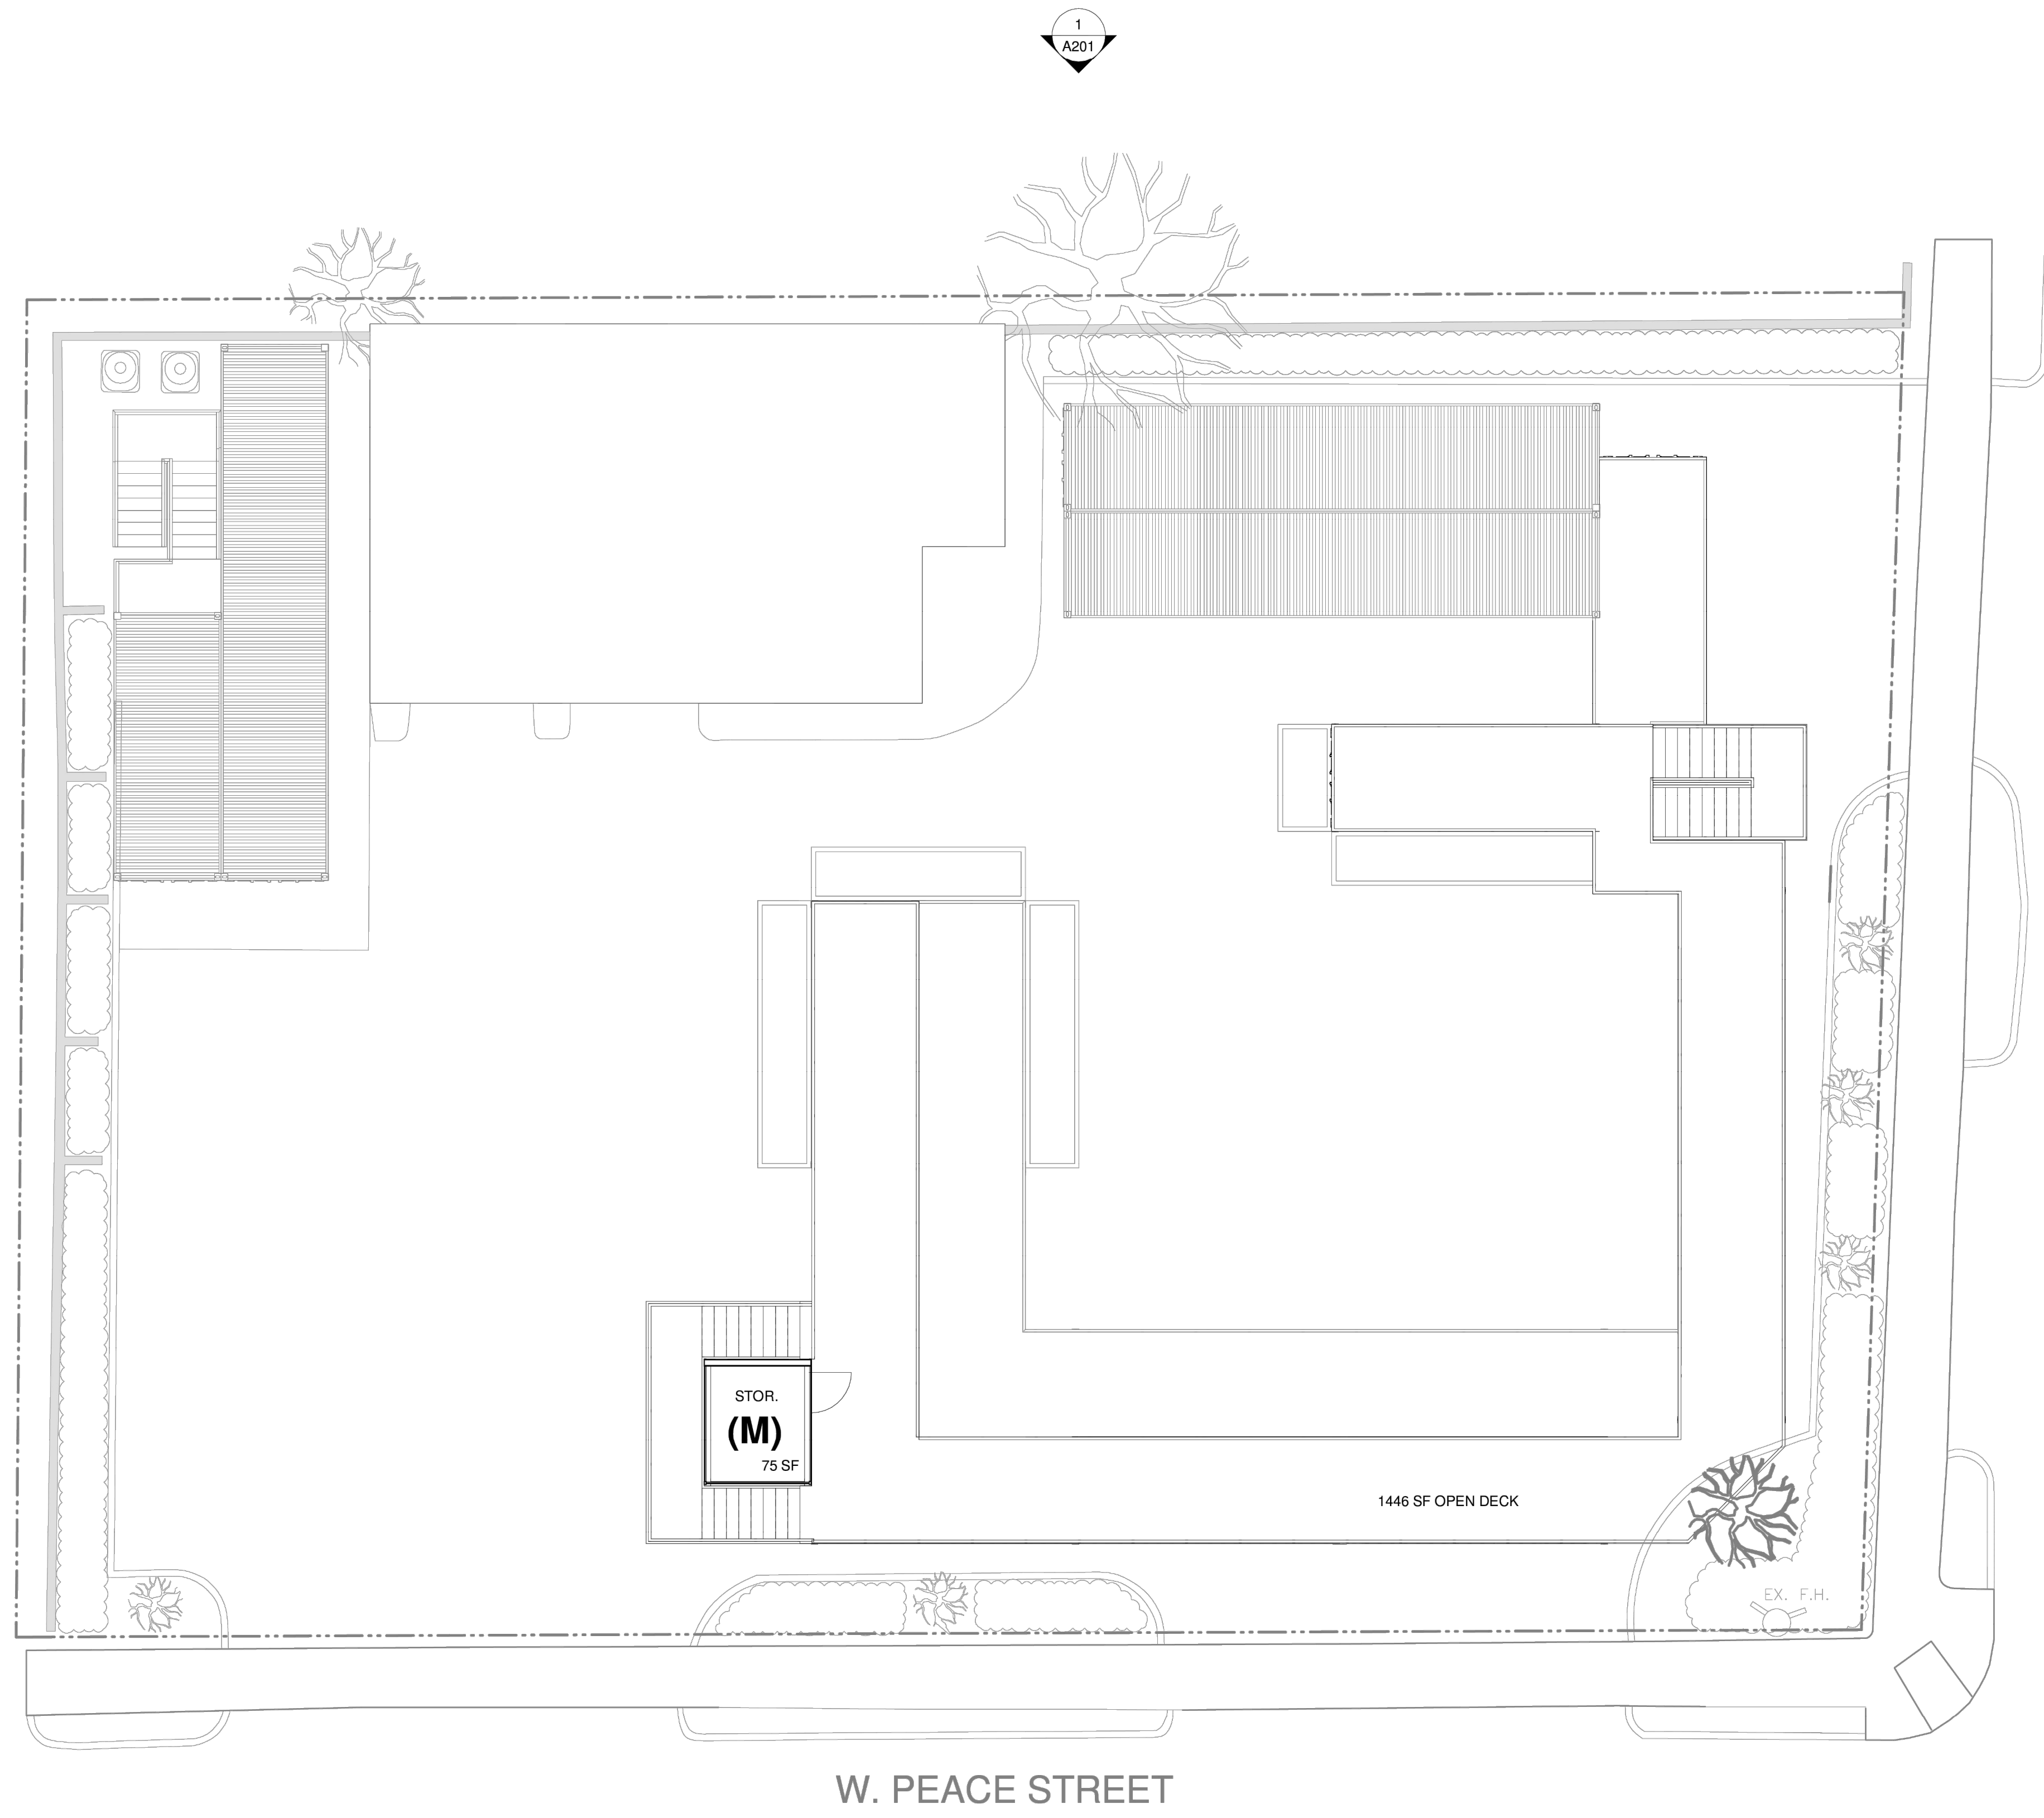 1
A201
STOR.
(M)
75 SF
1446 SF OPEN DECK
EX. F.H.
W. PEACE STREET